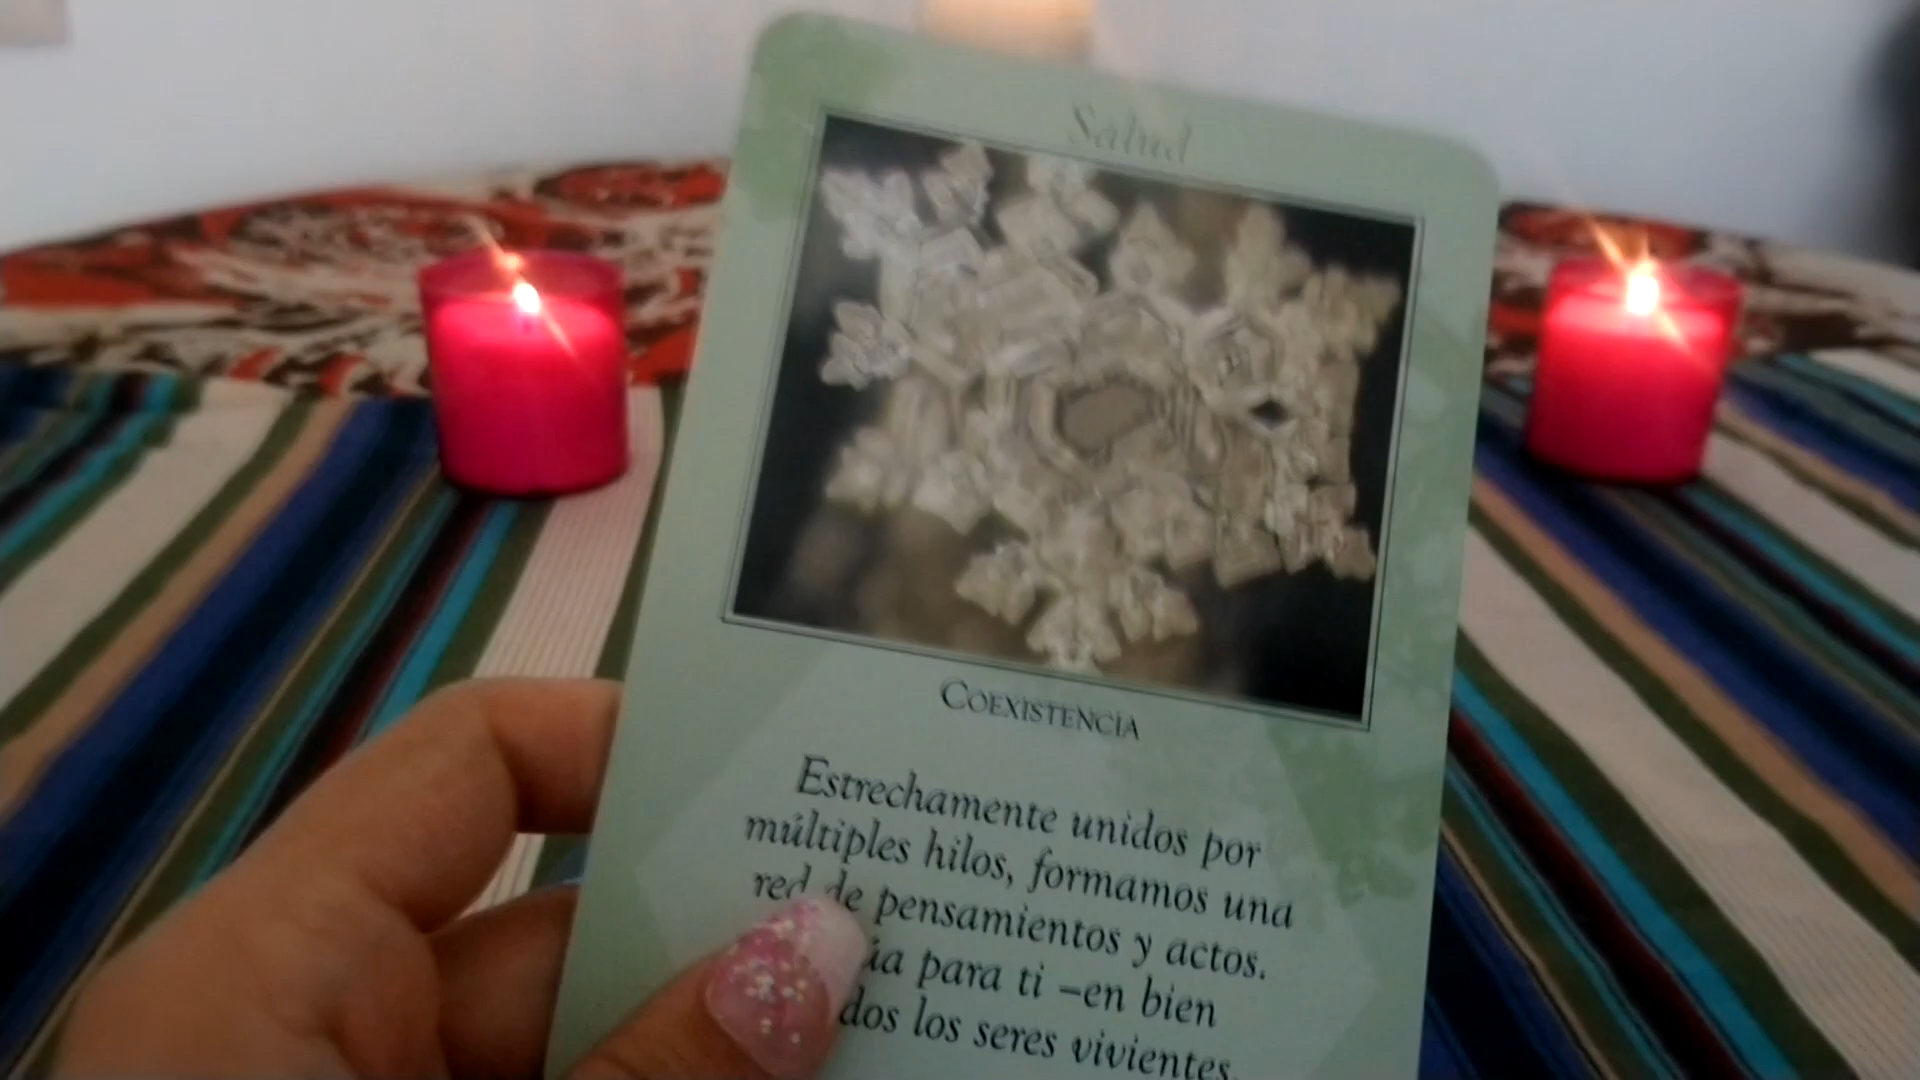 Salud
COEXISTENCIA
Estrechamente unidos por
múltiples hilos, formamos una
red de pensamientos y actos.
para ti –en bien
los seres vivientes.